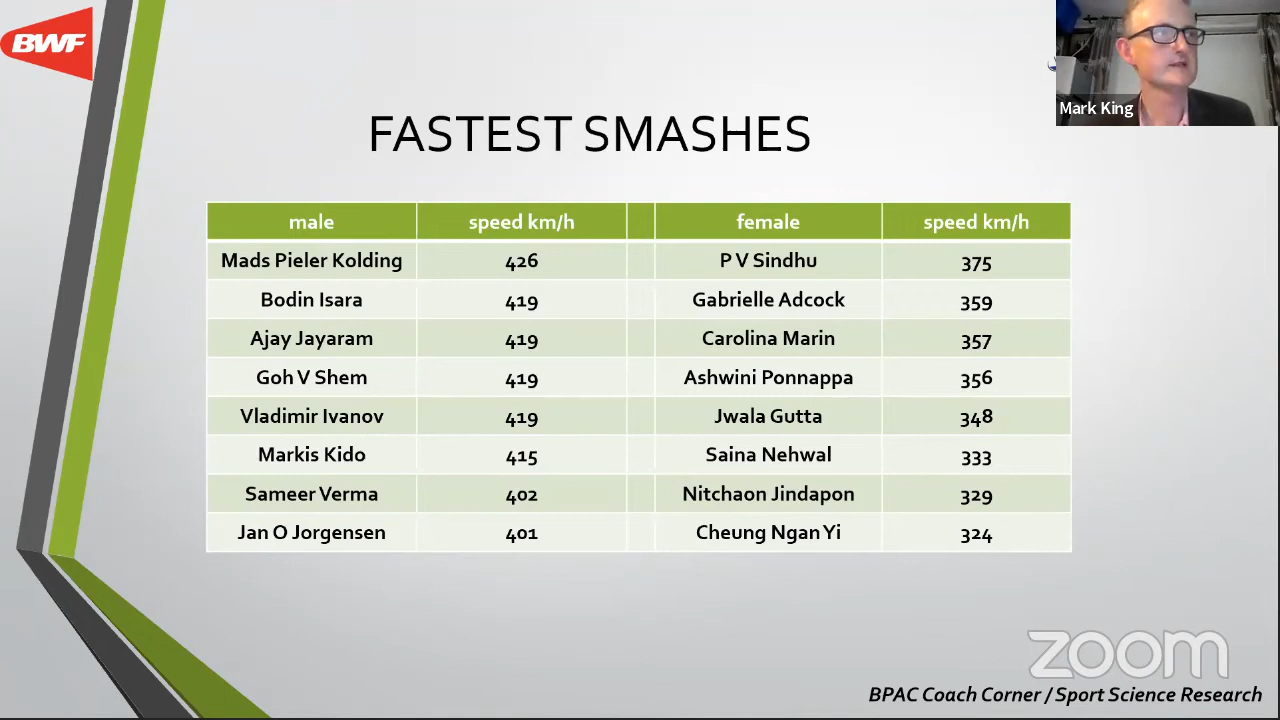 BWF
Mark King
FASTEST SMASHES
male speed km/h female speed km/h
Mads Pieler Kolding 426 P V Sindhu 375
Bodin Isara 419 Gabrielle Adcock 359
Ajay Jayaram 419 Carolina Marin 357
Goh V Shem 419 Ashwini Ponnappa 356
Vladimir Ivanov 419 Jwala Gutta 348
Markis Kido 415 Saina Nehwal 333
Sameer Verma 402 Nitchaon Jindapon 329
Jan O Jorgensen 401 Cheung Ngan Yi 324
zoom
BPAC Coach Corner / Sport Science Research